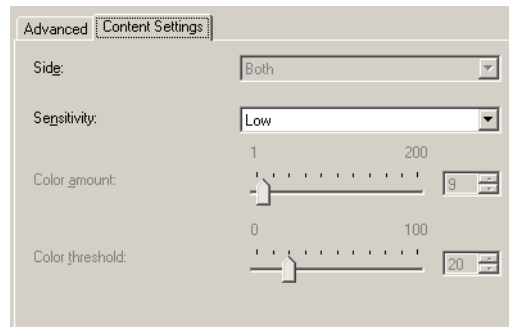 Advanced Content Settings
Side: Both
Sensitivity: Low
1 200
Color amount: 9
0 100
Color threshold: 20